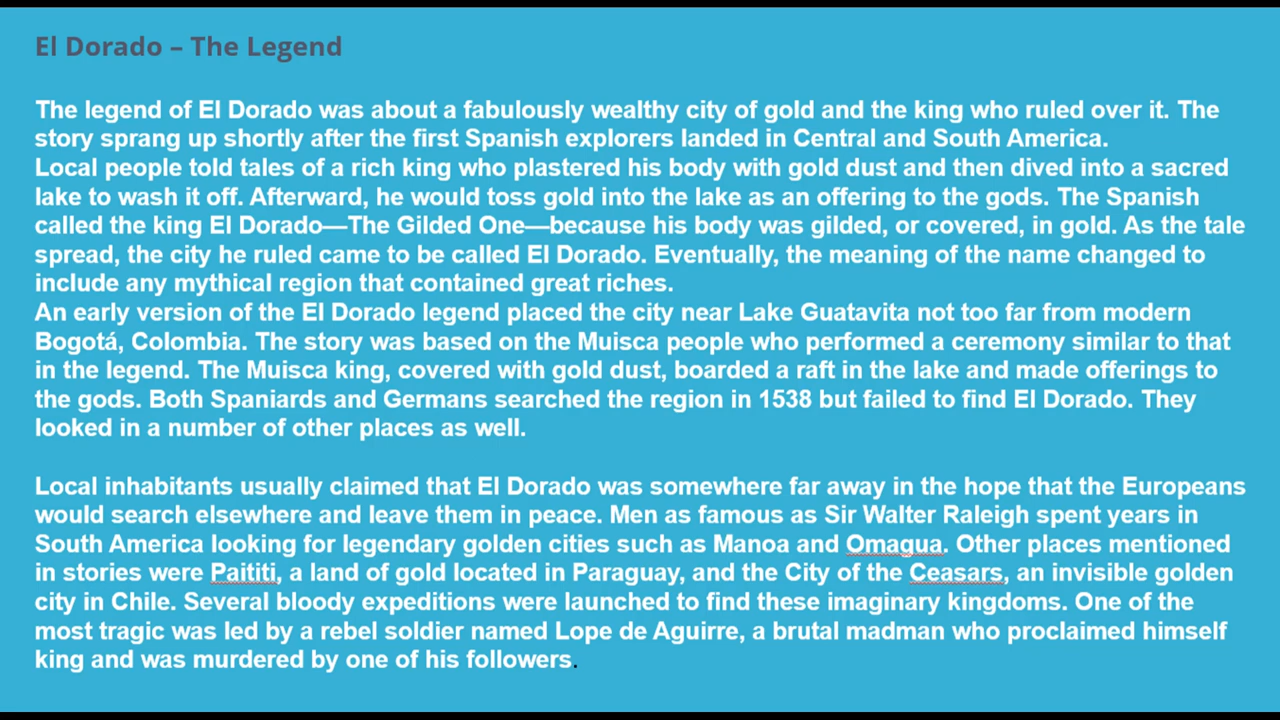 El Dorado – The Legend
The legend of El Dorado was about a fabulously wealthy city of gold and the king who ruled over it. The
story sprang up shortly after the first Spanish explorers landed in Central and South America.
Local people told tales of a rich king who plastered his body with gold dust and then dived into a sacred
lake to wash it off. Afterward, he would toss gold into the lake as an offering to the gods. The Spanish
called the king El Dorado—The Gilded One—because his body was gilded, or covered, in gold. As the tale
spread, the city he ruled came to be called El Dorado. Eventually, the meaning of the name changed to
include any mythical region that contained great riches.
An early version of the El Dorado legend placed the city near Lake Guatavita not too far from modern
Bogotá, Colombia. The story was based on the Muisca people who performed a ceremony similar to that
in the legend. The Muisca king, covered with gold dust, boarded a raft in the lake and made offerings to
the gods. Both Spaniards and Germans searched the region in 1538 but failed to find El Dorado. They
looked in a number of other places as well.
Local inhabitants usually claimed that El Dorado was somewhere far away in the hope that the Europeans
would search elsewhere and leave them in peace. Men as famous as Sir Walter Raleigh spent years in
South America looking for legendary golden cities such as Manoa and Omaqua. Other places mentioned
in stories were Paititi, a land of gold located in Paraguay, and the City of the Ceasars, an invisible golden
city in Chile. Several bloody expeditions were launched to find these imaginary kingdoms. One of the
most tragic was led by a rebel soldier named Lope de Aguirre, a brutal madman who proclaimed himself
king and was murdered by one of his followers.